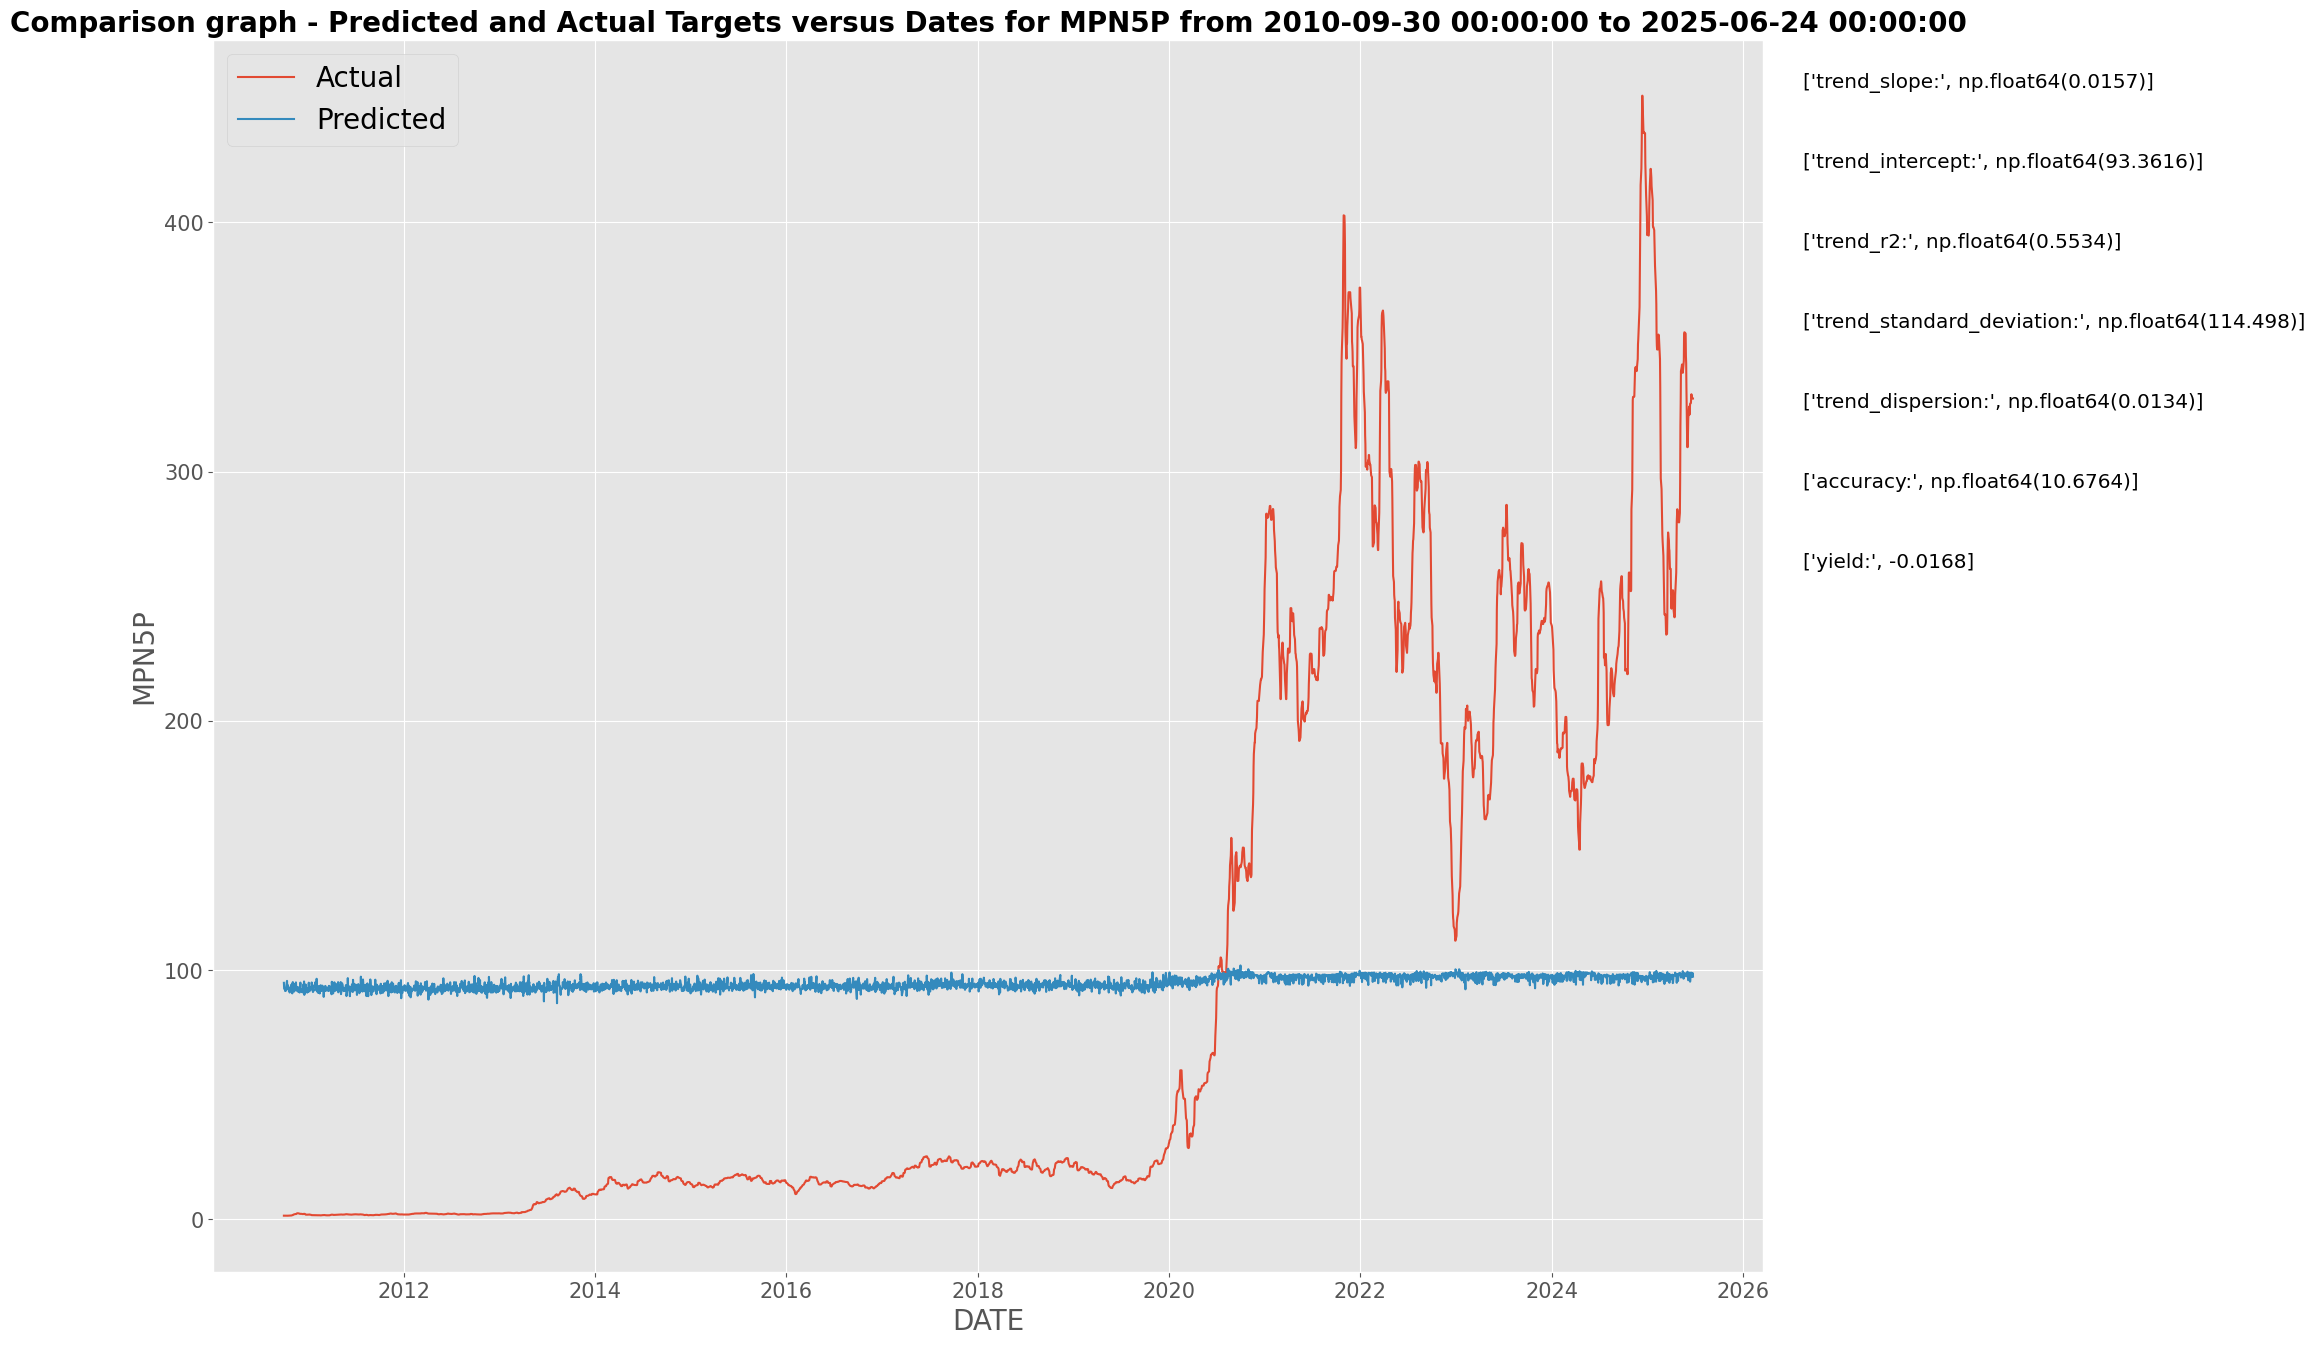 Comparison graph - Predicted and Actual Targets versus Dates for MPN5P from 2010-09-30 00:00:00 to 2025-06-24 00:00:00
Actual
Predicted
['trend_slope:', np.float64(0.0157)]
['trend_intercept:', np.float64(93.3616)]
['trend_r2:', np.float64(0.5534)]
['trend_standard_deviation:', np.float64(114.498)]
['trend_dispersion:', np.float64(0.0134)]
['accuracy:', np.float64(10.6764)]
['yield:', -0.0168]
MPN5P
400
300
200
100
0
2012 2014 2016 2018 2020 2022 2024 2026
DATE